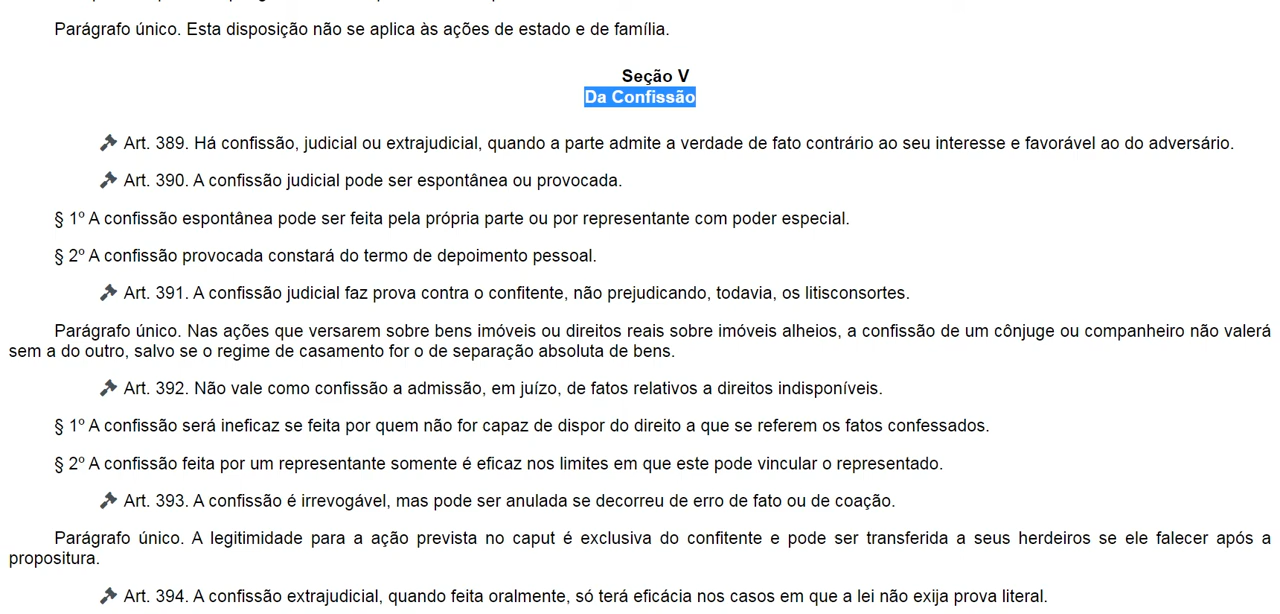 Parágrafo único. Esta disposição não se aplica às ações de estado e de família.
Seção V
Da Confissão
Art. 389. Há confissão, judicial ou extrajudicial, quando a parte admite a verdade de fato contrário ao seu interesse e favorável ao do adversário.
Art. 390. A confissão judicial pode ser espontânea ou provocada.
§ 1º A confissão espontânea pode ser feita pela própria parte ou por representante com poder especial.
§ 2º A confissão provocada constará do termo de depoimento pessoal.
Art. 391. A confissão judicial faz prova contra o confitente, não prejudicando, todavia, os litisconsortes.
Parágrafo único. Nas ações que versarem sobre bens imóveis ou direitos reais sobre imóveis alheios, a confissão de um cônjuge ou companheiro não valerá
sem a do outro, salvo se o regime de casamento for o de separação absoluta de bens.
Art. 392. Não vale como confissão a admissão, em juízo, de fatos relativos a direitos indisponíveis.
§ 1º A confissão será ineficaz se feita por quem não for capaz de dispor do direito a que se referem os fatos confessados.
§ 2º A confissão feita por um representante somente é eficaz nos limites em que este pode vincular o representado.
Art. 393. A confissão é irrevogável, mas pode ser anulada se decorreu de erro de fato ou de coação.
Parágrafo único. A legitimidade para a ação prevista no caput é exclusiva do confitente e pode ser transferida a seus herdeiros se ele falecer após a
propositura.
Art. 394. A confissão extrajudicial, quando feita oralmente, só terá eficácia nos casos em que a lei não exija prova literal.